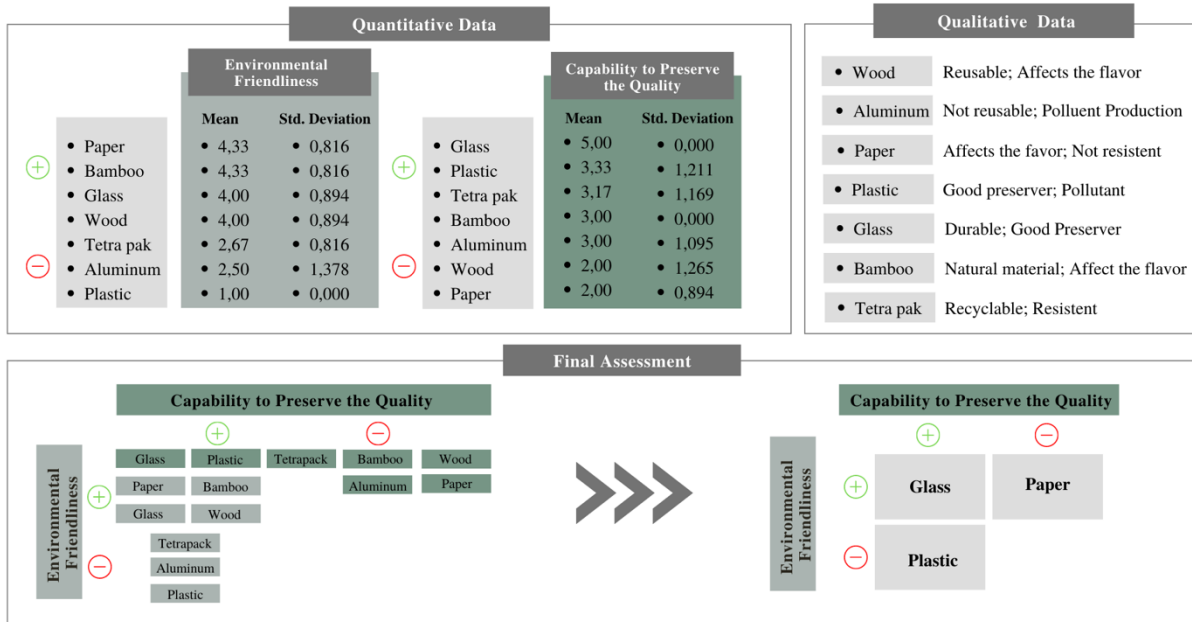 Quantitative Data
Environmental
Friendliness
Mean Std. Deviation
• Paper • 4,33 • 0,816
• Bamboo • 4,33 • 0,816
• Glass • 4,00 • 0,894
• Wood • 4,00 • 0,894
• Tetra pak • 2,67 • 0,816
• Aluminum • 2,50 • 1,378
• Plastic • 1,00 • 0,000
Capability to Preserve
the Quality
Mean Std. Deviation
• Glass • 5,00 • 0,000
• Plastic • 3,33 • 1,211
• Tetra pak • 3,17 • 1,169
• Bamboo • 3,00 • 0,000
• Aluminum • 3,00 • 1,095
• Wood • 2,00 • 1,265
• Paper • 2,00 • 0,894
Qualitative Data
• Wood Reusable; Affects the flavor
• Aluminum Not reusable; Polluent Production
• Paper Affects the favor; Not resistent
• Plastic Good preserver; Pollutant
• Glass Durable; Good Preserver
• Bamboo Natural material; Affect the flavor
• Tetra pak Recyclable; Resistent
Final Assessment
Capability to Preserve the Quality
Environmental
Friendliness
Glass Plastic Tetrapack Bamboo Wood
Paper Bamboo Aluminum Paper
Glass Wood
Tetrapack
Aluminum
Plastic
Capability to Preserve the Quality
Environmental
Friendliness
Glass Paper
Plastic